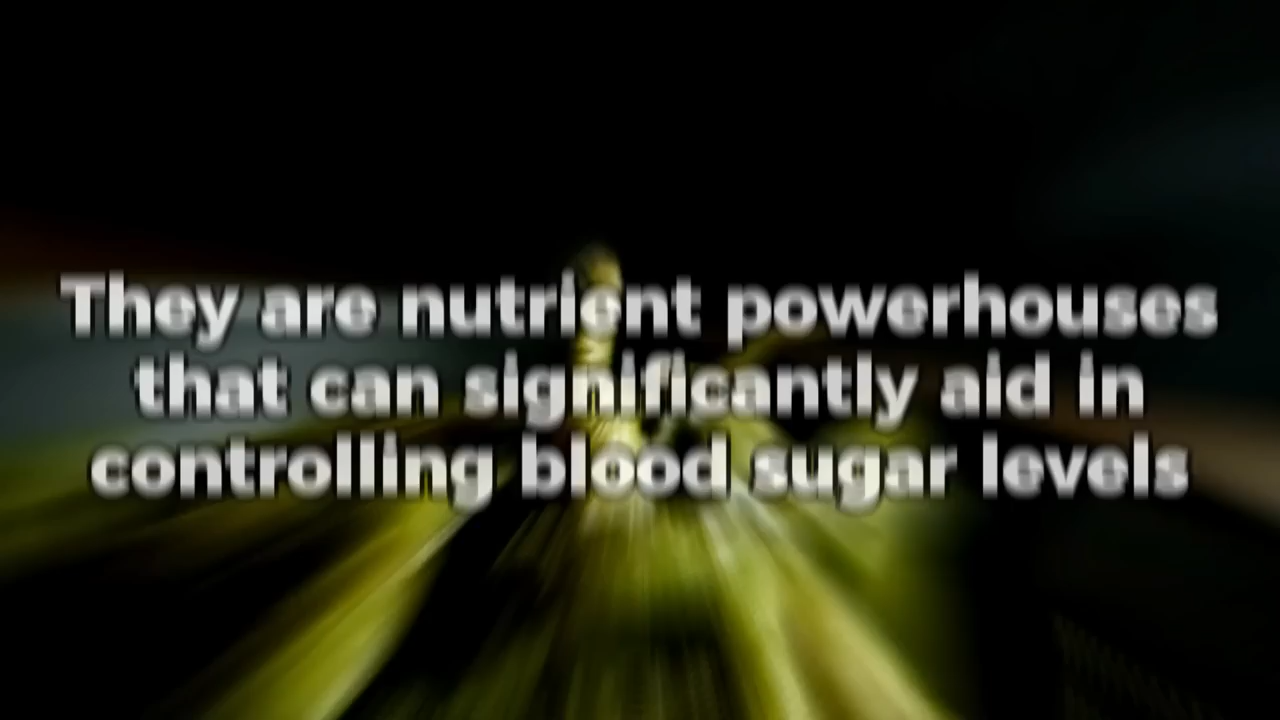 They are nutrient powerhouses
that can significantly aid in
controlling blood sugar levels